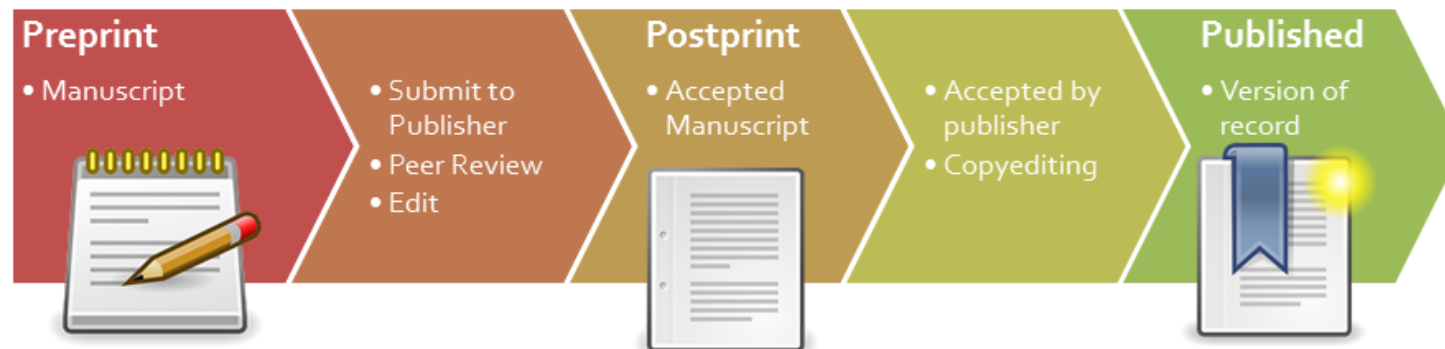 Preprint
• Manuscript
• Submit to
Publisher
• Peer Review
• Edit
Postprint
• Accepted
Manuscript
• Accepted by
publisher
• Copyediting
Published
• Version of
record